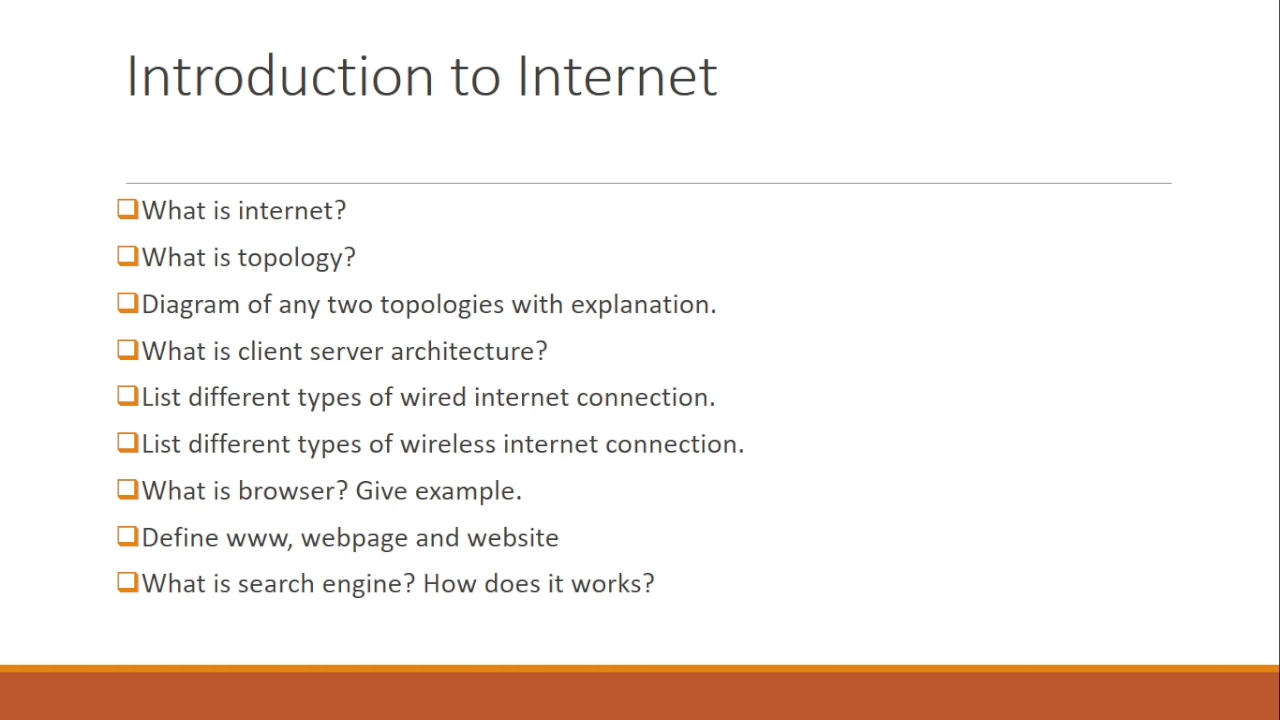 Introduction to Internet
What is internet?
What is topology?
Diagram of any two topologies with explanation.
What is client server architecture?
List different types of wired internet connection.
List different types of wireless internet connection.
What is browser? Give example.
Define www, webpage and website
What is search engine? How does it works?